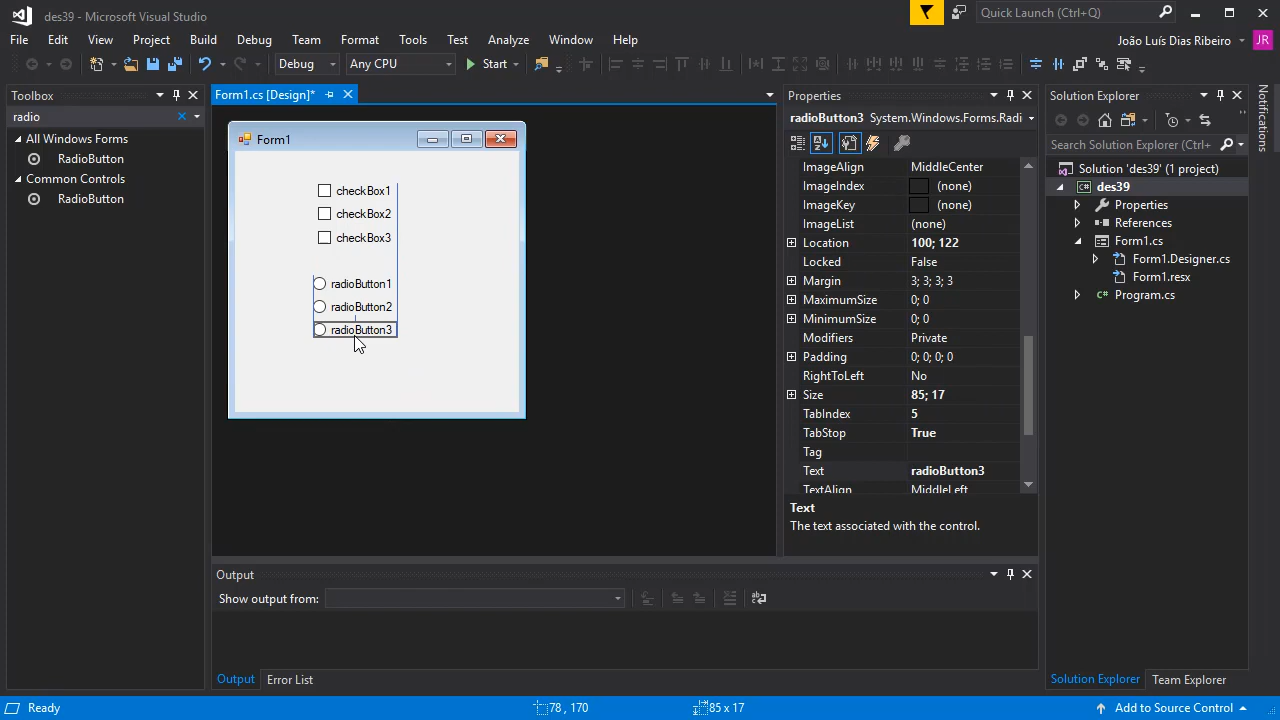 des39 - Microsoft Visual Studio
Quick Launch (Ctrl+Q)
File Edit View Project Build Debug Team Format Tools Test Analyze Window Help
João Luís Dias Ribeiro JR
Debug Any CPU Start
Toolbox
radio
All Windows Forms
RadioButton
Common Controls
RadioButton
Form1.cs [Design]*
Form1
checkBox1
checkBox2
checkBox3
radioButton1
radioButton2
radioButton3
Properties
radioButton3 System.Windows.Forms.Radi
ImageAlign MiddleCenter
ImageIndex (none)
ImageKey (none)
ImageList (none)
Location 100; 122
Locked False
Margin 3; 3; 3; 3
MaximumSize 0; 0
MinimumSize 0; 0
Modifiers Private
Padding 0; 0; 0; 0
RightToLeft No
Size 85; 17
TabIndex 5
TabStop True
Tag
Text radioButton3
TextAlign MiddleLeft
Text
The text associated with the control.
Solution Explorer
Search Solution Explorer (Ctrl+
Solution 'des39' (1 project)
des39
Properties
References
Form1.cs
Form1.Designer.cs
Form1.resx
Program.cs
Notifications
Output
Show output from:
Output Error List
Solution Explorer Team Explorer
Ready 78 , 170 85 x 17 Add to Source Control